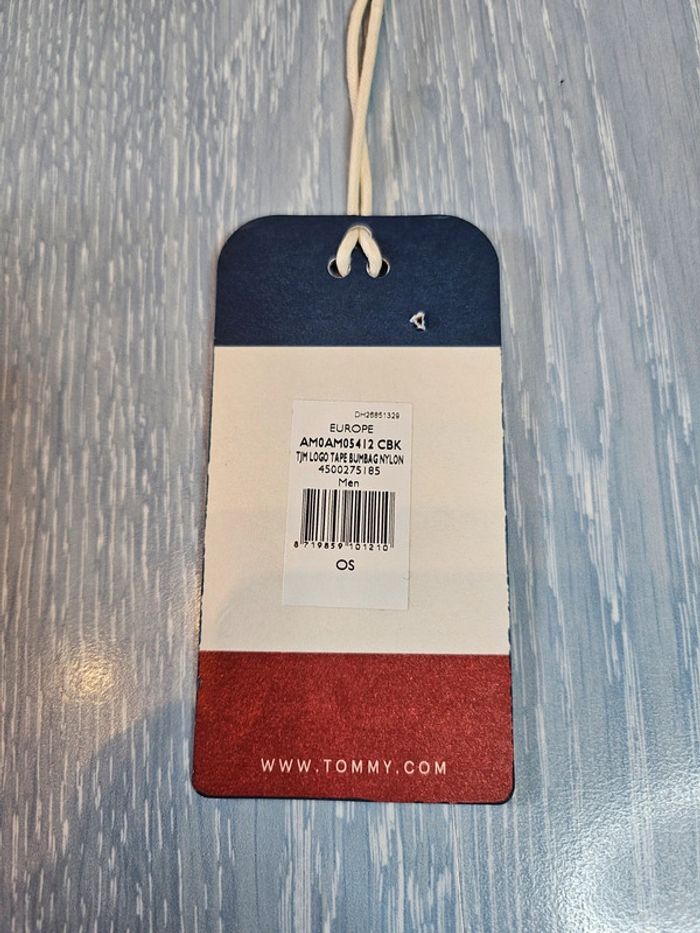 DH26851329
EUROPE
AM0AM05412 CBK
TJM LOGO TAPE BUMBAG NYLON
4500275185
Men
8 719859 101210
OS
WWW.TOMMY.COM